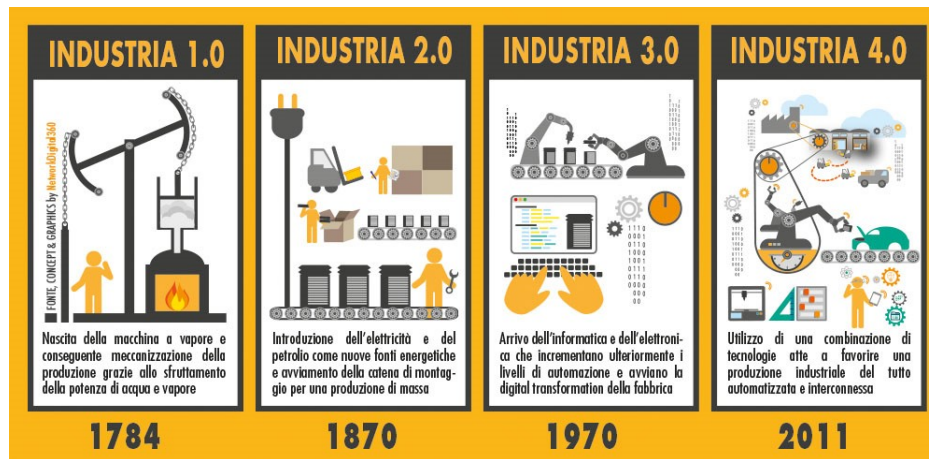 INDUSTRIA 1.0
FONTE, CONCEPT & GRAPHICS by NetworkDigital360
Nascita della macchina a vapore e
conseguente meccanizzazione della
produzione grazie allo sfruttamento
della potenza di acqua e vapore
1784
INDUSTRIA 2.0
Introduzione dell'elettricità e del
petrolio come nuove fonti energetiche
e avviamento della catena di montag-
gio per una produzione di massa
1870
INDUSTRIA 3.0
Arrivo dell'informatica e dell'elettroni-
ca che incrementano ulteriormente i
livelli di automazione e avviano la
digital transformation della fabbrica
1970
INDUSTRIA 4.0
Utilizzo di una combinazione di
tecnologie atte a favorire una
produzione industriale del tutto
automatizzata e interconnessa
2011